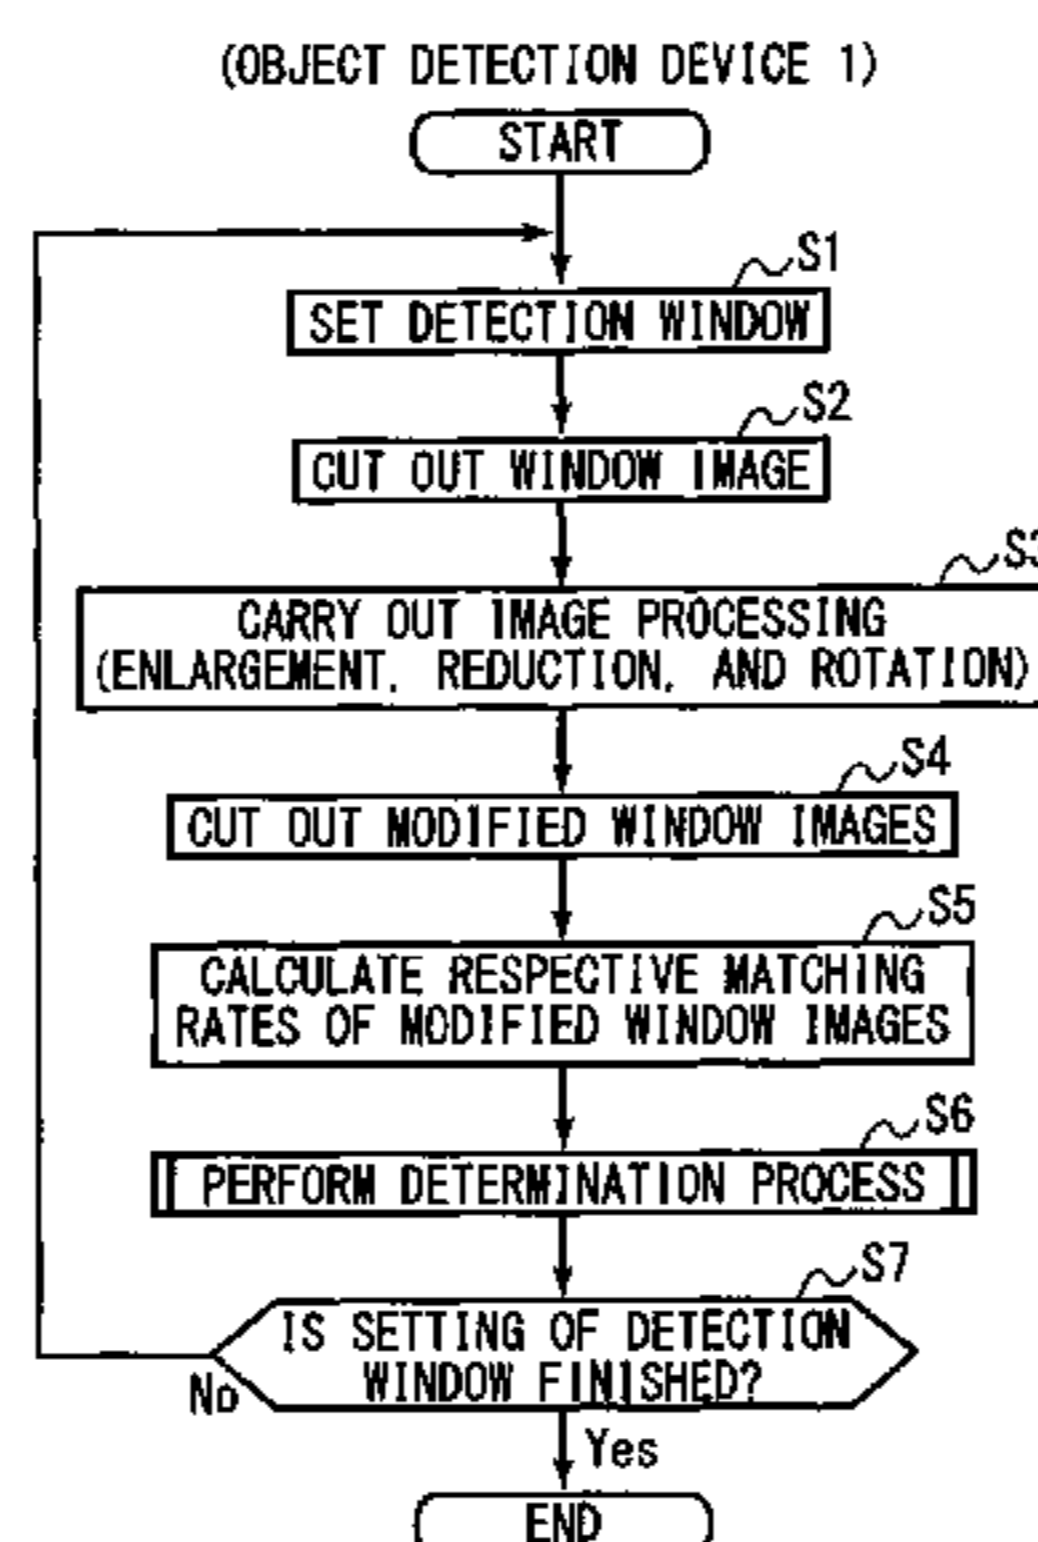 (OBJECT DETECTION DEVICE 1)
START
S1
SET DETECTION WINDOW
S2
CUT OUT WINDOW IMAGE
S3
CARRY OUT IMAGE PROCESSING
(ENLARGEMENT, REDUCTION, AND ROTATION)
S4
CUT OUT MODIFIED WINDOW IMAGES
S5
CALCULATE RESPECTIVE MATCHING
RATES OF MODIFIED WINDOW IMAGES
S6
PERFORM DETERMINATION PROCESS
S7
IS SETTING OF DETECTION
WINDOW FINISHED?
No
Yes
END